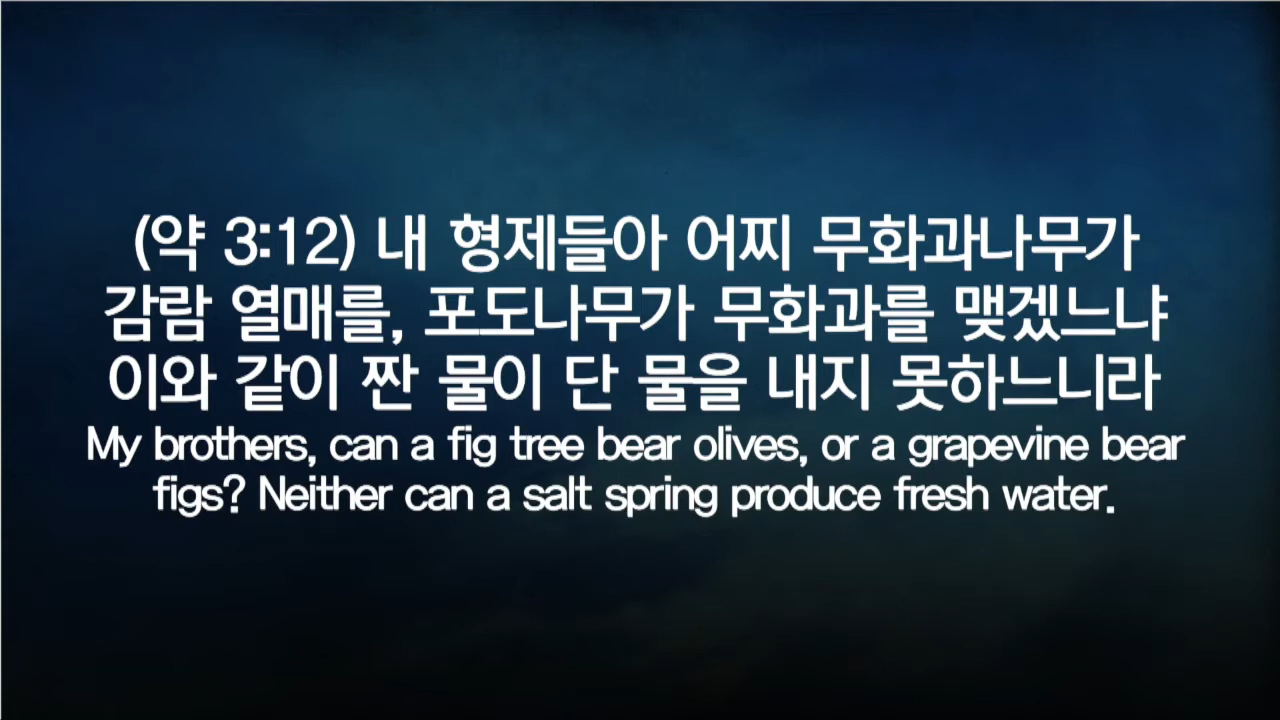 (약 3:12) 내 형제들아 어찌 무화과나무가
감람 열매를, 포도나무가 무화과를 맺겠느냐
이와 같이 짠 물이 단 물을 내지 못하느니라
My brothers, can a fig tree bear olives, or a grapevine bear
figs? Neither can a salt spring produce fresh water.